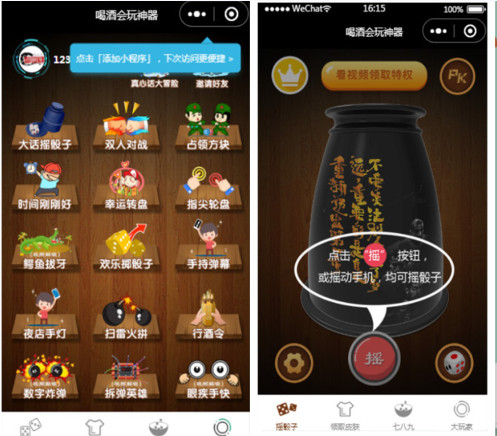 喝酒会玩神器
123
点击「添加小程序」,下次访问更便捷 >
真心话大冒险
邀请好友
大话摇骰子
双人对战
占领方块
时间刚刚好
幸运转盘
指尖轮盘
鳄鱼拔牙
欢乐掷骰子
手持弹幕
夜店手灯
扫雷火拼
行酒令
数字炸弹
拆弹英雄
眼疾手快
WeChat
16:15
100%
喝酒会玩神器
看视频领取特权
PK
点击 “摇” 按钮,
或摇动手机,均可摇骰子
摇
摇骰子
领取皮肤
七八九
大玩家